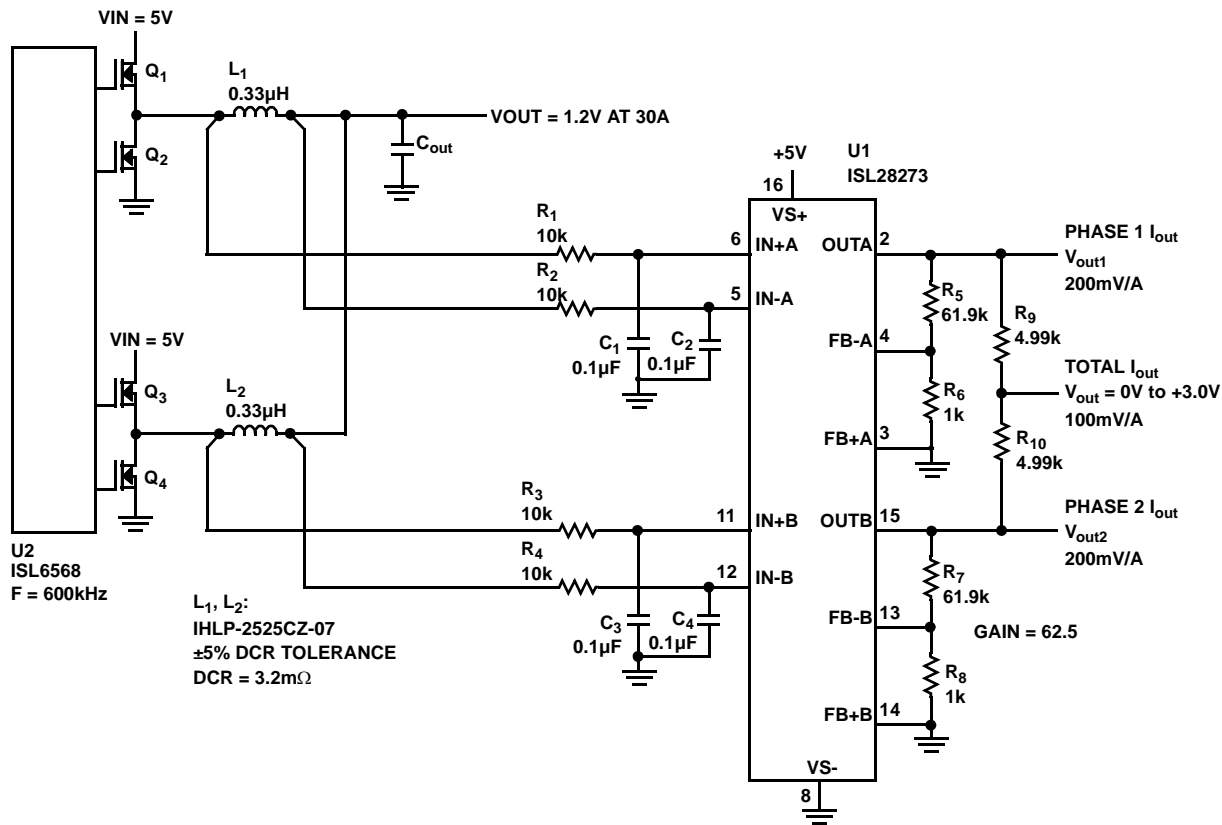 VIN = 5V
Q1
Q2
L1
0.33µH
Cout
VOUT = 1.2V AT 30A
+5V
16
U1
ISL28273
VS+
R1
10k
6
IN+A
R2
10k
5
IN-A
C1
0.1µF
C2
0.1µF
OUTA
2
PHASE 1 Iout
Vout1
200mV/A
R5
61.9k
R9
4.99k
FB-A
4
TOTAL Iout
Vout = 0V to +3.0V
100mV/A
R6
1k
FB+A
3
R10
4.99k
VIN = 5V
Q3
Q4
L2
0.33µH
R3
10k
11
IN+B
R4
10k
12
IN-B
C3
0.1µF
C4
0.1µF
OUTB
15
PHASE 2 Iout
Vout2
200mV/A
R7
61.9k
FB-B
13
GAIN = 62.5
R8
1k
FB+B
14
VS-
8
U2
ISL6568
F = 600kHz
L1, L2:
IHLP-2525CZ-07
±5% DCR TOLERANCE
DCR = 3.2mΩ